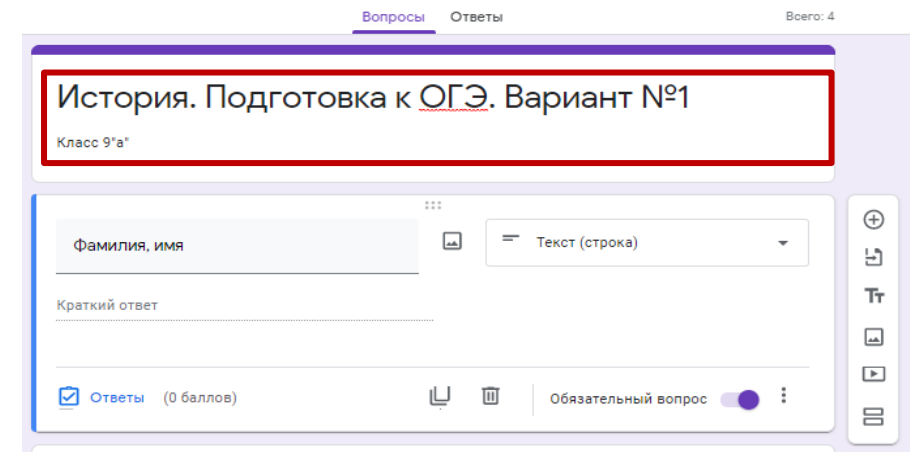 Вопросы Ответы Всего: 4
История. Подготовка к ОГЭ. Вариант №1
Класс 9"а"
Фамилия, имя Текст (строка)
Краткий ответ
Ответы (0 баллов) Обязательный вопрос
Тт